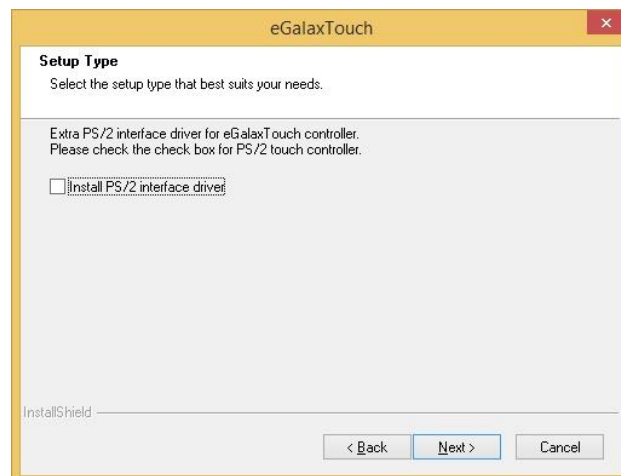 eGalaxTouch
Setup Type
Select the setup type that best suits your needs.
Extra PS/2 interface driver for eGalaxTouch controller.
Please check the check box for PS/2 touch controller.
Install PS/2 interface driver
InstallShield
< Back Next > Cancel